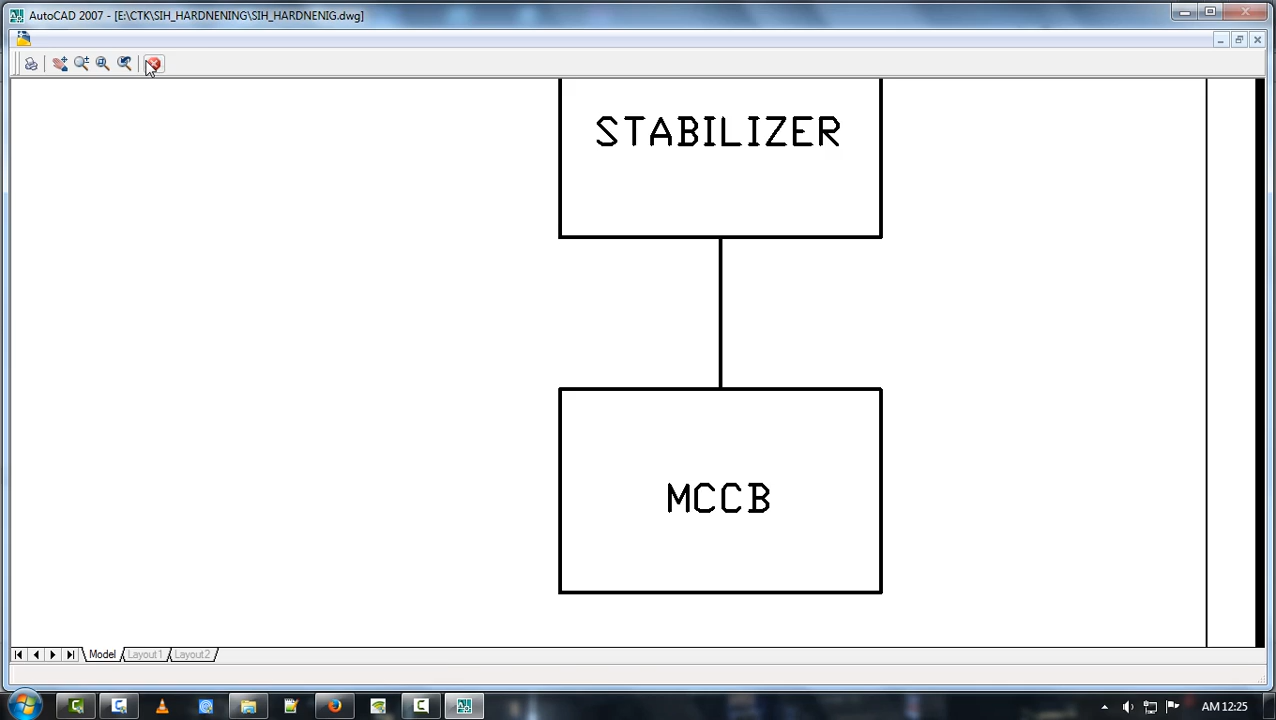 AutoCAD 2007 - [E:\CTK\SIH_HARDNENING\SIH_HARDNENIG.dwg]
STABILIZER
MCCB
Model Layout1 Layout2
AM 12:25